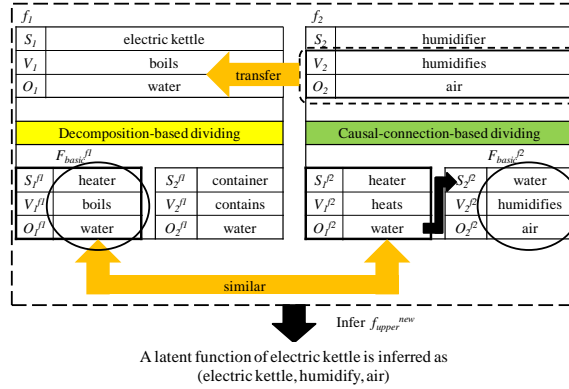 f1 f2
S1 electric kettle S2 humidifier
V1 boils V2 humidifies
transfer
O1 water O2 air
Decomposition-based dividing Causal-connection-based dividing
Fbasic^f1 Fbasic^f2
S1^f1 heater S2^f1 container S1^f2 heater S2^f2 water
V1^f1 boils V2^f1 contains V1^f2 heats V2^f2 humidifies
O1^f1 water O2^f1 water O1^f2 water O2^f2 air
similar
Infer fupper^new
A latent function of electric kettle is inferred as
(electric kettle, humidify, air)